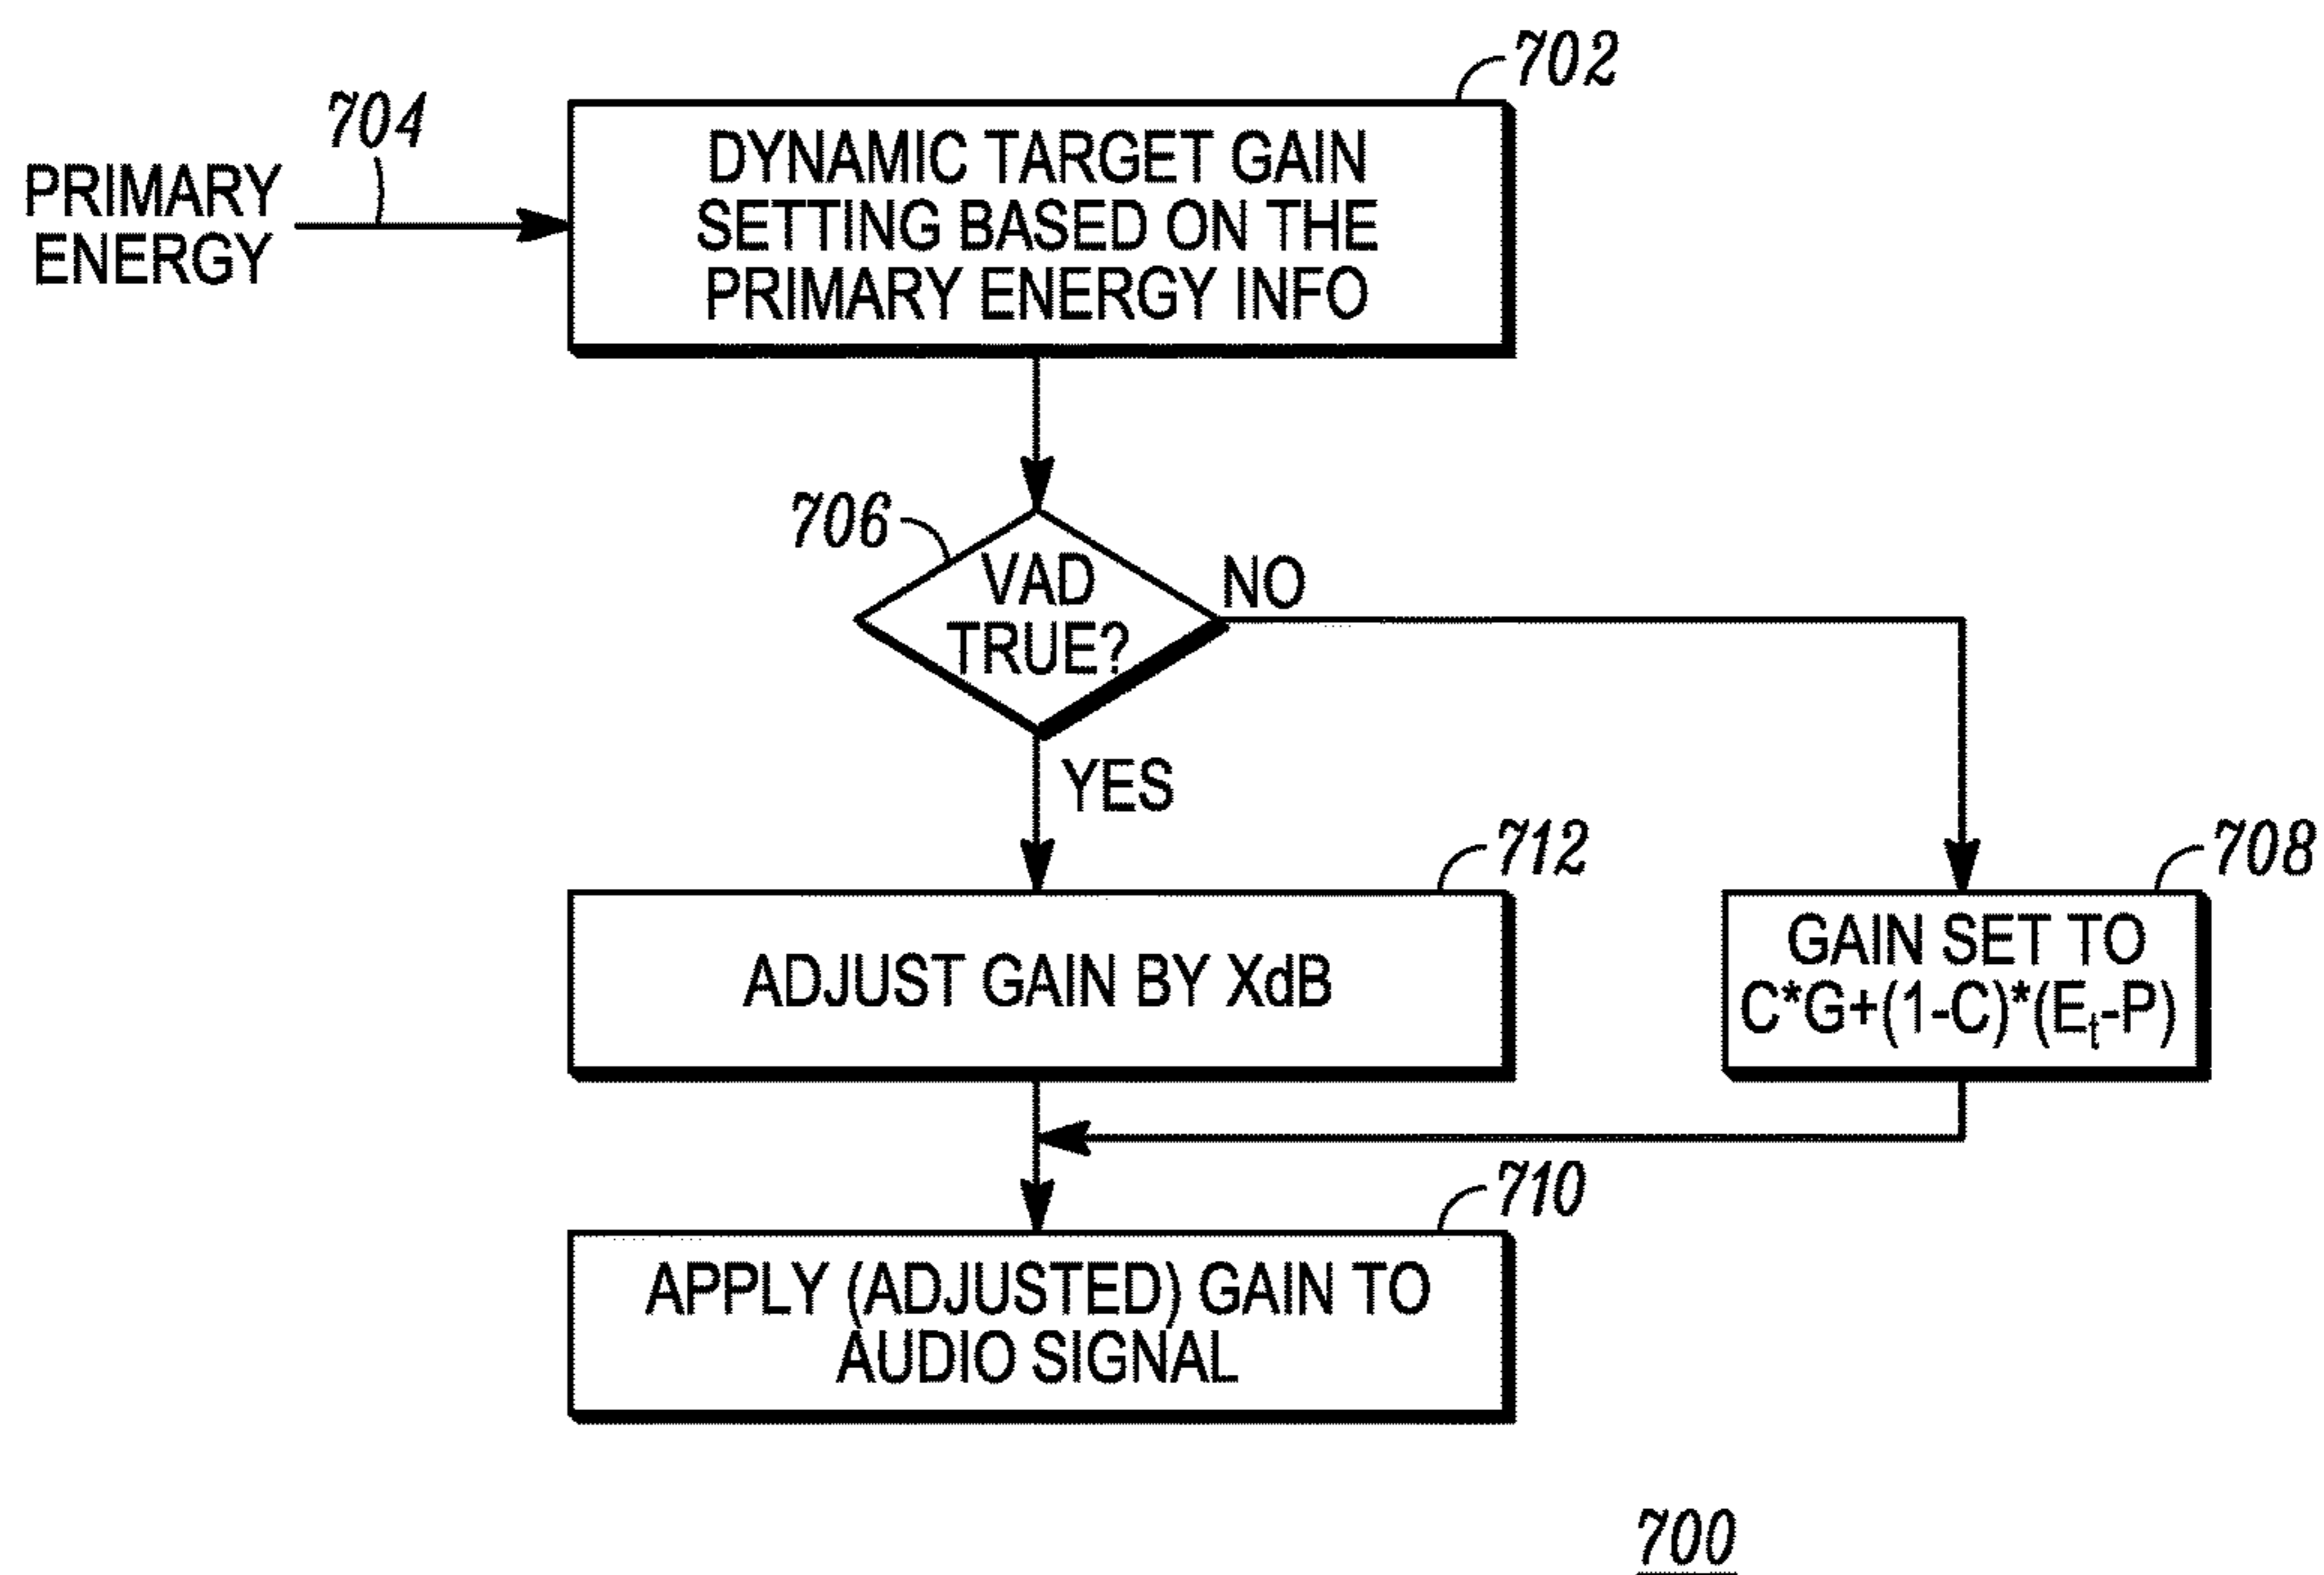 702
704
PRIMARY
ENERGY
DYNAMIC TARGET GAIN
SETTING BASED ON THE
PRIMARY ENERGY INFO
706
VAD
TRUE?
NO
YES
712
708
ADJUST GAIN BY XdB
GAIN SET TO
C*G+(1-C)*(Et-P)
710
APPLY (ADJUSTED) GAIN TO
AUDIO SIGNAL
700